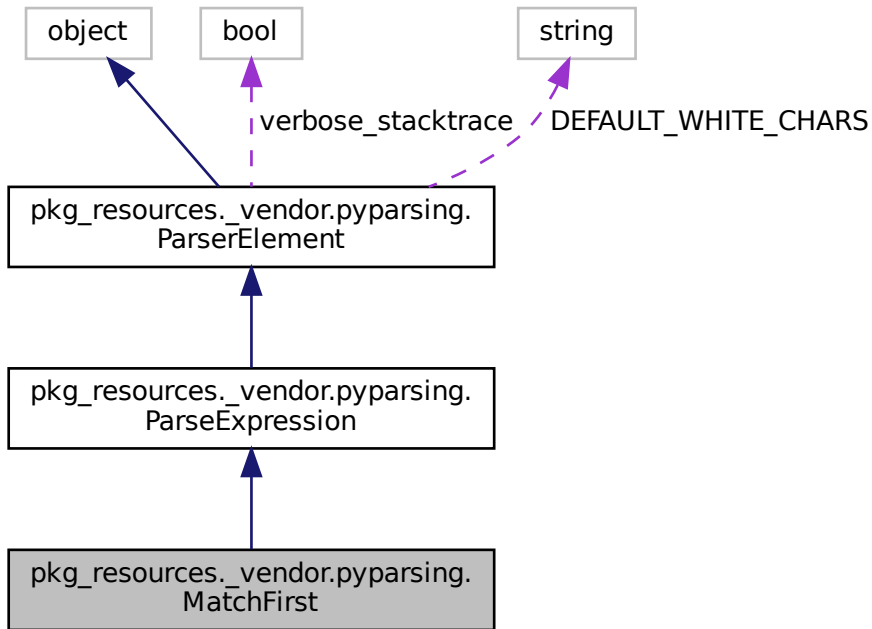 object
bool
string
verbose_stacktrace
DEFAULT_WHITE_CHARS
pkg_resources._vendor.pyparsing.
ParserElement
pkg_resources._vendor.pyparsing.
ParseExpression
pkg_resources._vendor.pyparsing.
MatchFirst